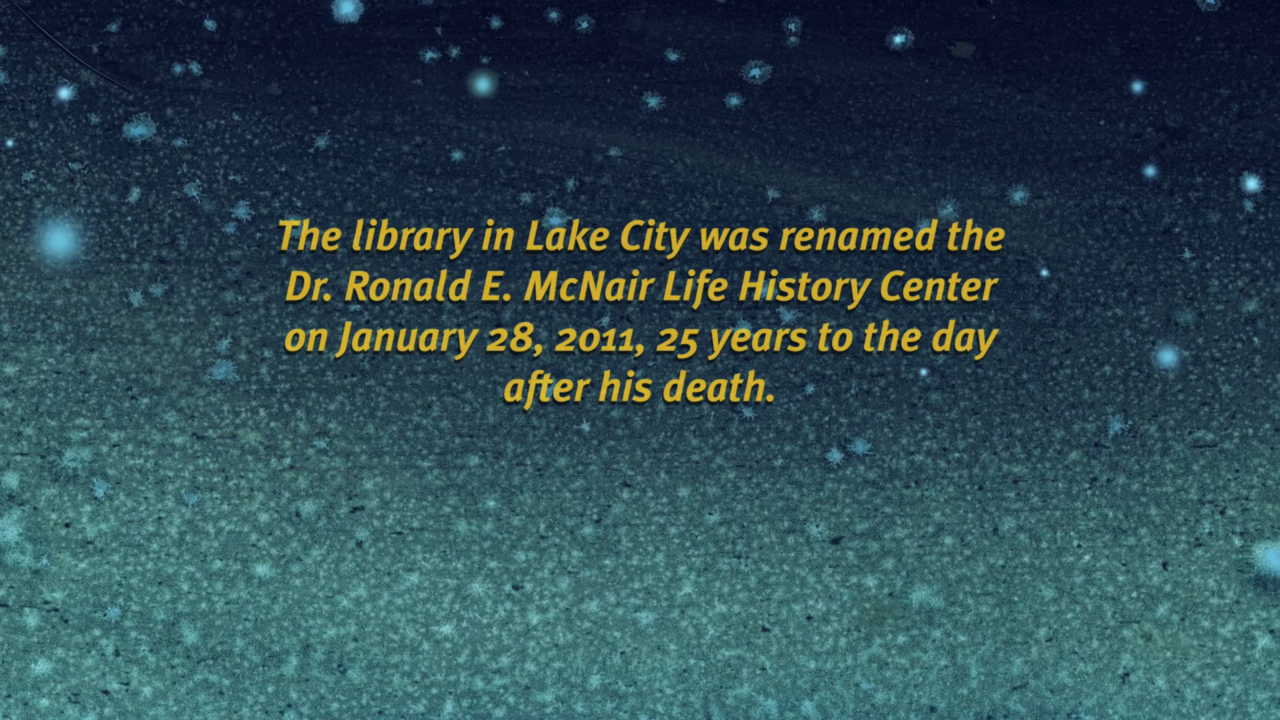 The library in Lake City was renamed the
Dr. Ronald E. McNair Life History Center
on January 28, 2011, 25 years to the day
after his death.